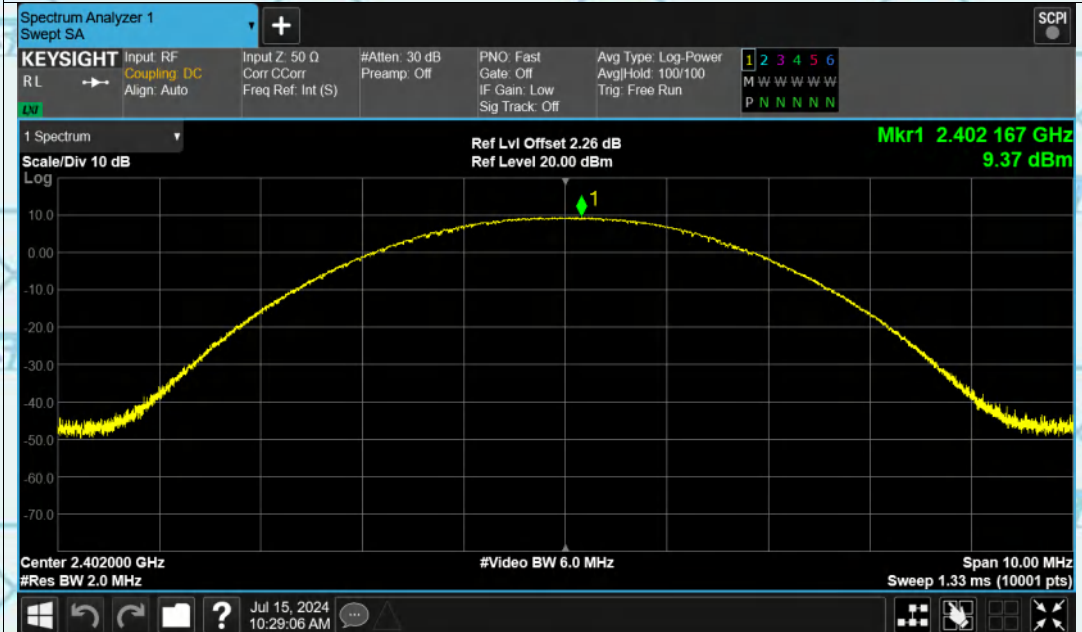 Spectrum Analyzer 1
Swept SA
+
SCPI
KEYSIGHT Input: RF Input Z: 50 Ω #Atten: 30 dB PNO: Fast Avg Type: Log-Power 1 2 3 4 5 6
RL Coupling: DC Corr CCorr Preamp: Off Gate: Off Avg|Hold: 100/100 M W W W W W
Align: Auto Freq Ref: Int (S) IF Gain: Low Trig: Free Run
LXI Sig Track: Off P N N N N N
1 Spectrum Ref Lvl Offset 2.26 dB Mkr1 2.402 167 GHz
Scale/Div 10 dB Ref Level 20.00 dBm 9.37 dBm
Log
1
10.0
0.00
-10.0
-20.0
-30.0
-40.0
-50.0
-60.0
-70.0
Center 2.402000 GHz #Video BW 6.0 MHz Span 10.00 MHz
#Res BW 2.0 MHz Sweep 1.33 ms (10001 pts)
? Jul 15, 2024
10:29:06 AM